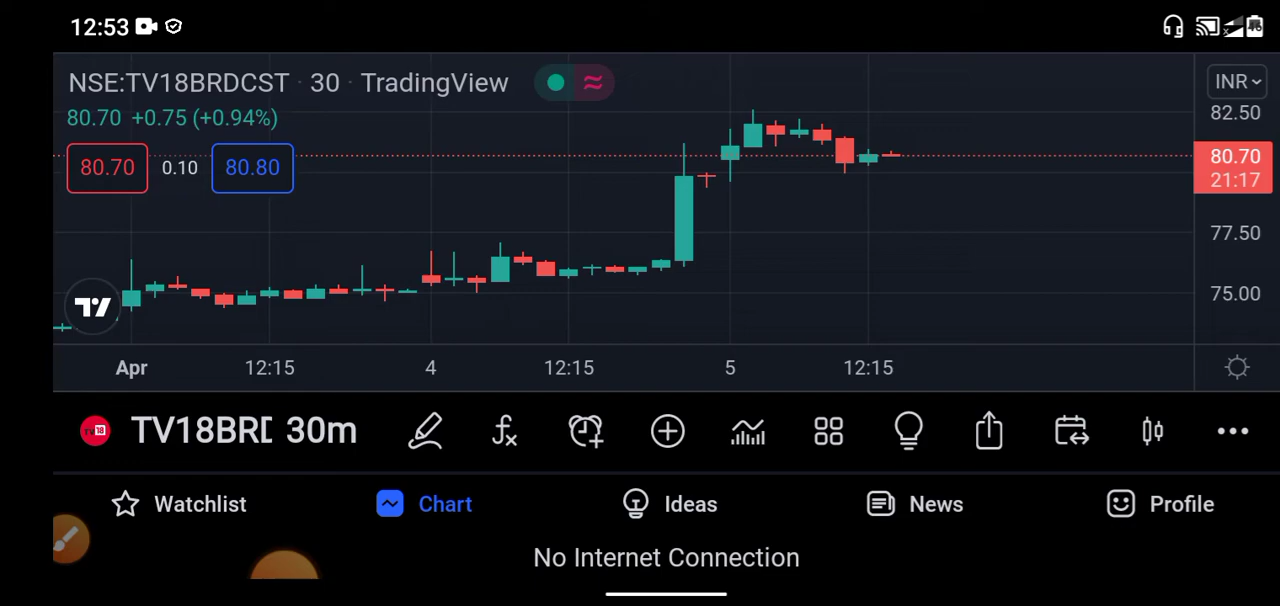 12:53
NSE:TV18BRDCST · 30 · TradingView
INR
80.70 +0.75 (+0.94%)
82.50
80.70 0.10 80.80
80.70
21:17
77.50
75.00
Apr 12:15 4 12:15 5 12:15
TV18BRD 30m
Watchlist Chart Ideas News Profile
No Internet Connection